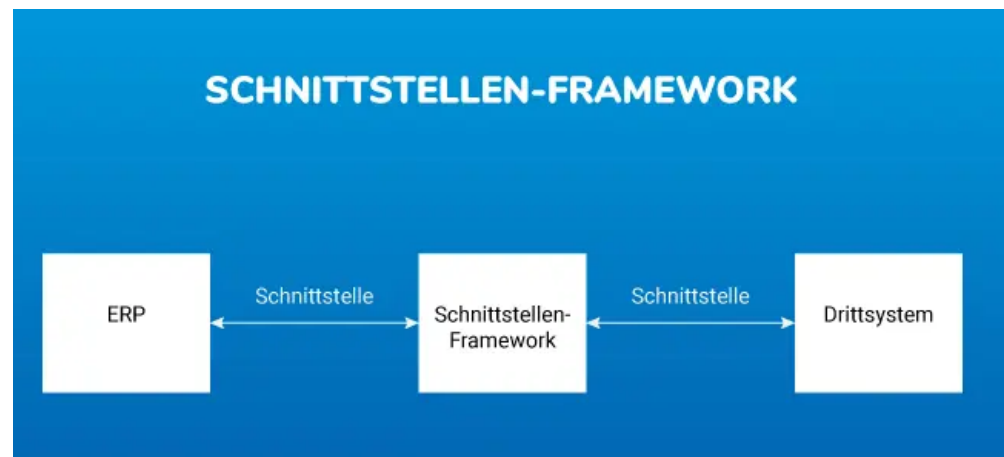 SCHNITTSTELLEN-FRAMEWORK
ERP
Schnittstelle
Schnittstellen-
Framework
Schnittstelle
Drittsystem